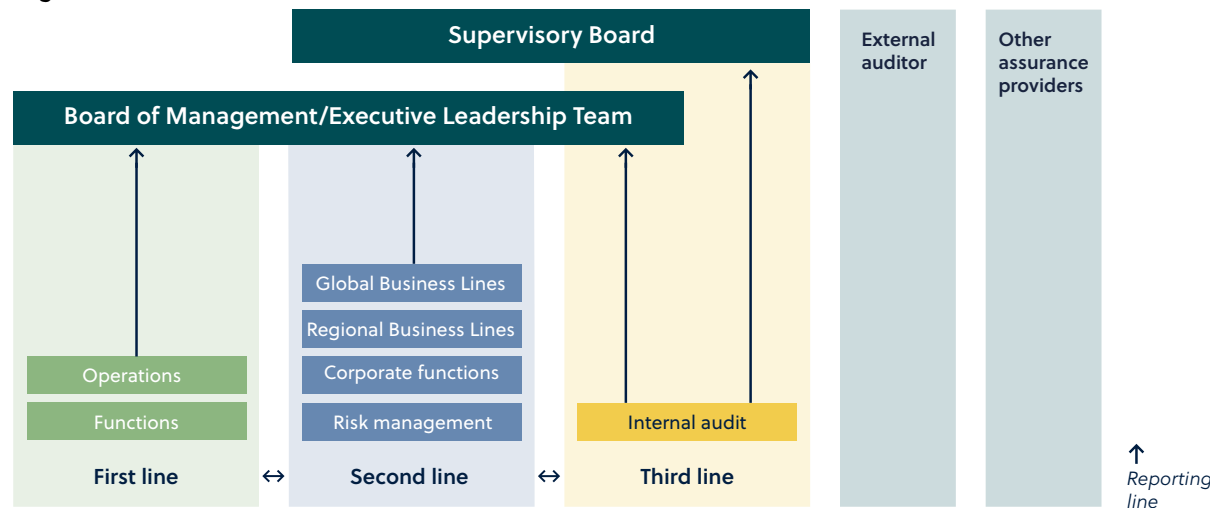 Supervisory Board
External
auditor
Other
assurance
providers
Board of Management/Executive Leadership Team
Global Business Lines
Regional Business Lines
Operations
Corporate functions
Functions
Risk management
Internal audit
First line
↔
Second line
↔
Third line
↑
Reporting
line